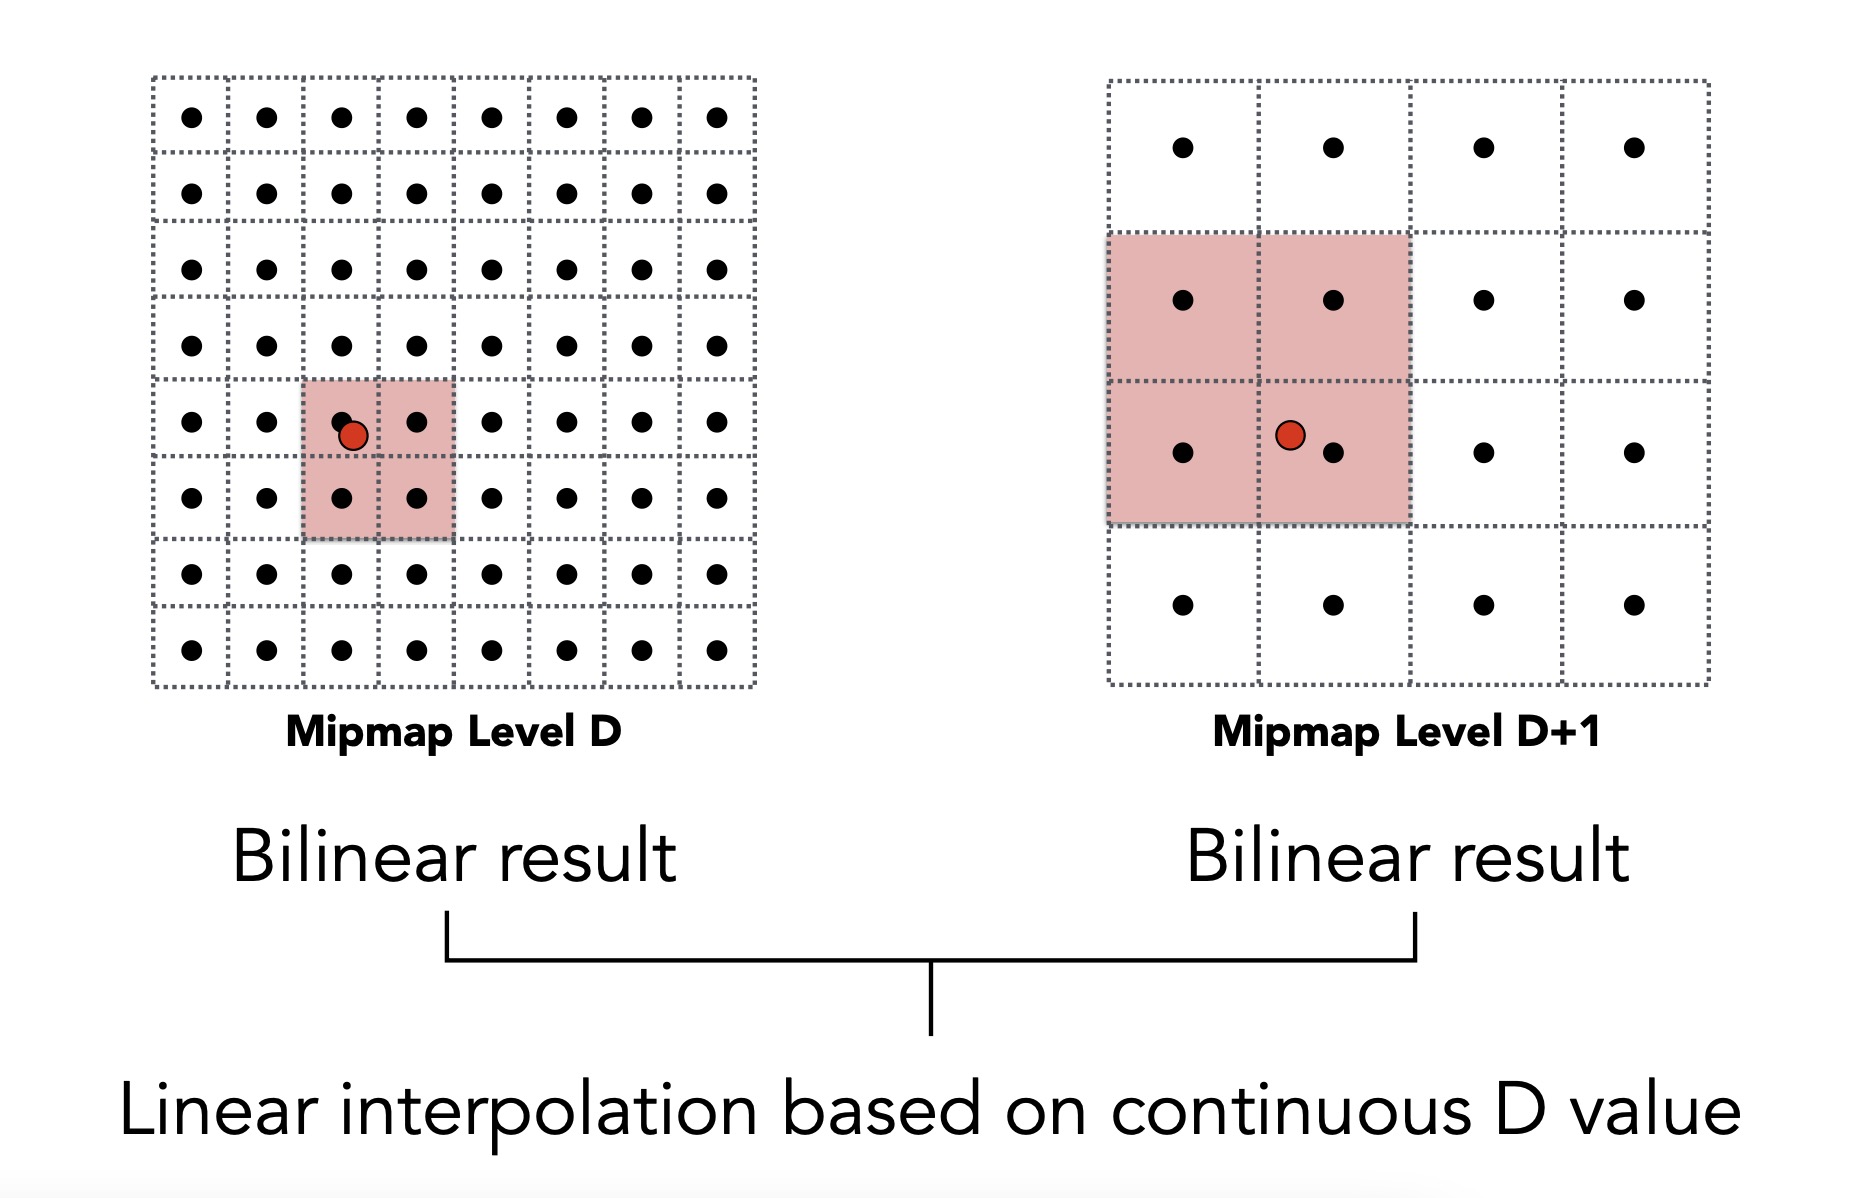 Mipmap Level D
Mipmap Level D+1
Bilinear result
Bilinear result
Linear interpolation based on continuous D value